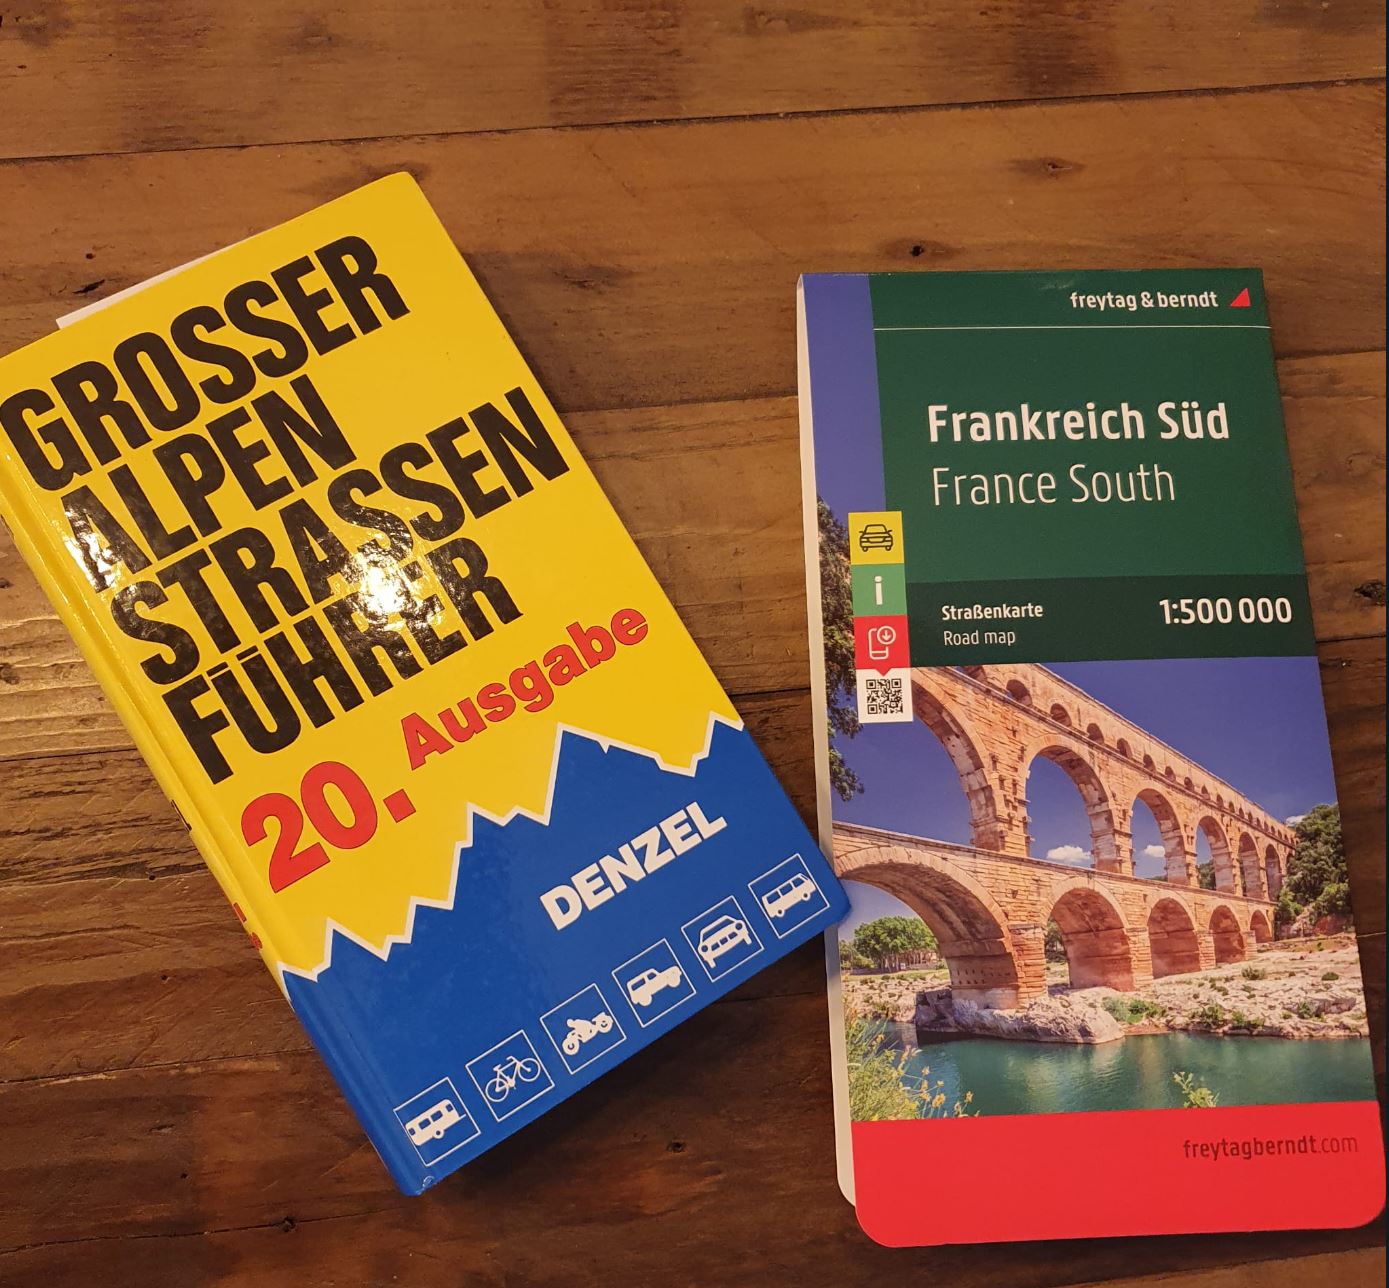 GROSSER
ALPEN
STRASSEN
FÜHRER
20. Ausgabe
DENZEL
freytag & berndt
Frankreich Süd
France South
i
Straßenkarte
Road map
1:500 000
freytagberndt.com